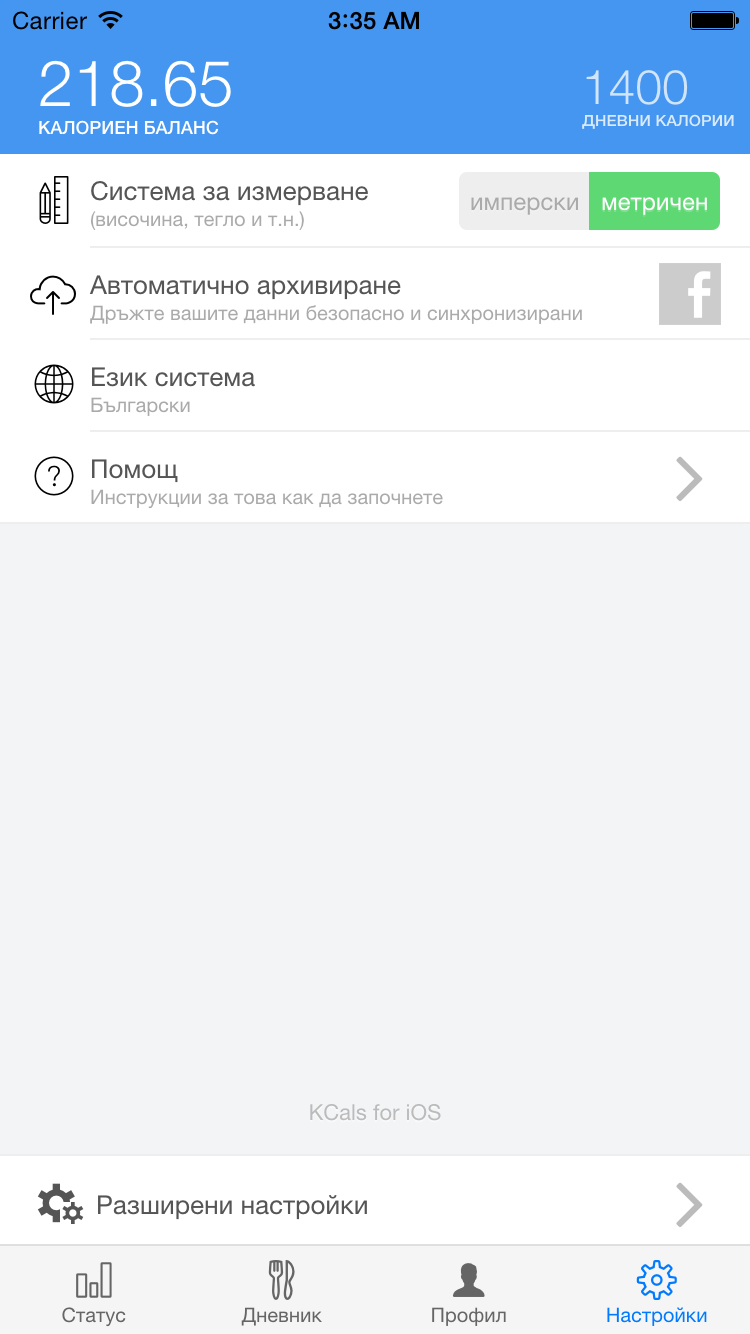 Carrier 3:35 AM
218.65
КАЛОРИЕН БАЛАНС
1400
ДНЕВНИ КАЛОРИИ
Система за измерване
(височина, тегло и т.н.)
имперски метричен
Автоматично архивиране
Дръжте вашите данни безопасно и синхронизирани
f
Език система
Български
?
Помощ
Инструкции за това как да започнете
KCals for iOS
Разширени настройки
Статус Дневник Профил Настройки